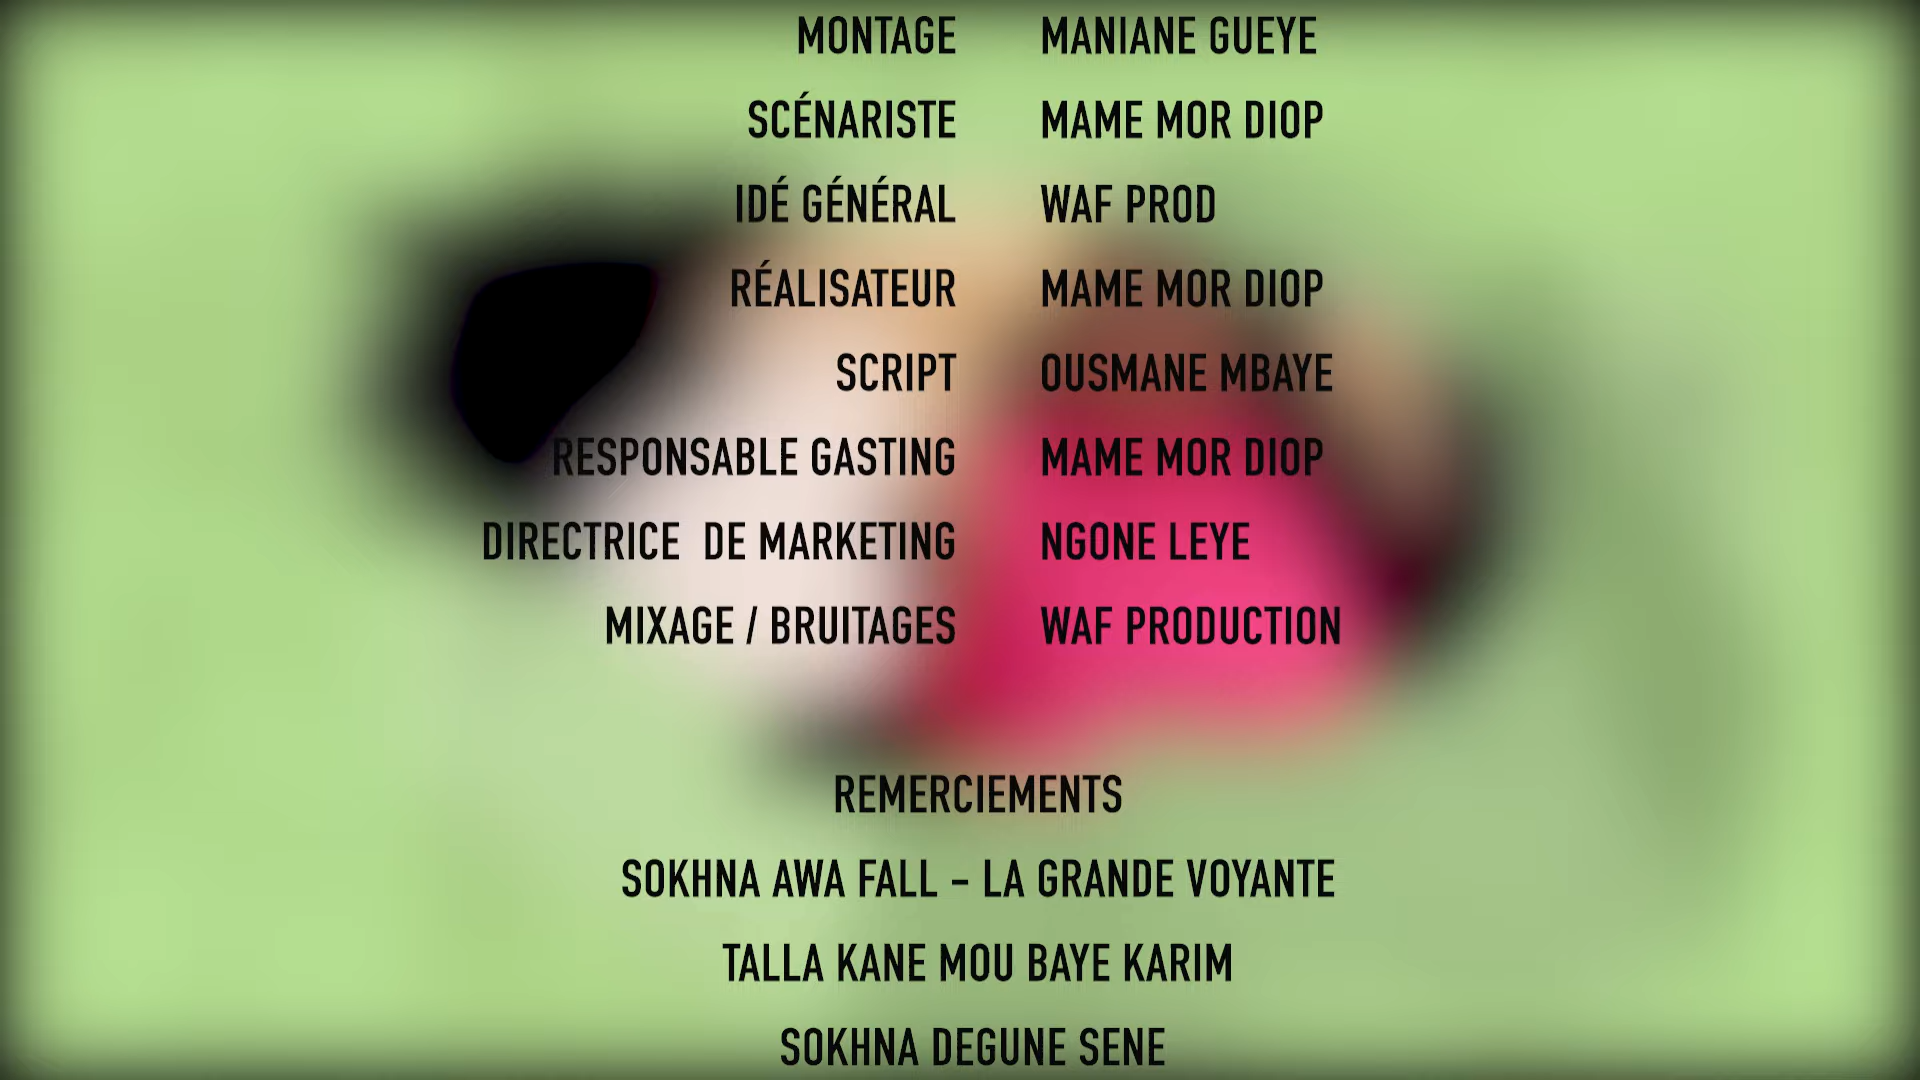 MONTAGE MANIANE GUEYE
SCÉNARISTE MAME MOR DIOP
IDÉ GÉNÉRAL WAF PROD
RÉALISATEUR MAME MOR DIOP
SCRIPT OUSMANE MBAYE
RESPONSABLE GASTING MAME MOR DIOP
DIRECTRICE DE MARKETING NGONE LEYE
MIXAGE / BRUITAGES WAF PRODUCTION
REMERCIEMENTS
SOKHNA AWA FALL - LA GRANDE VOYANTE
TALLA KANE MOU BAYE KARIM
SOKHNA DEGUNE SENE